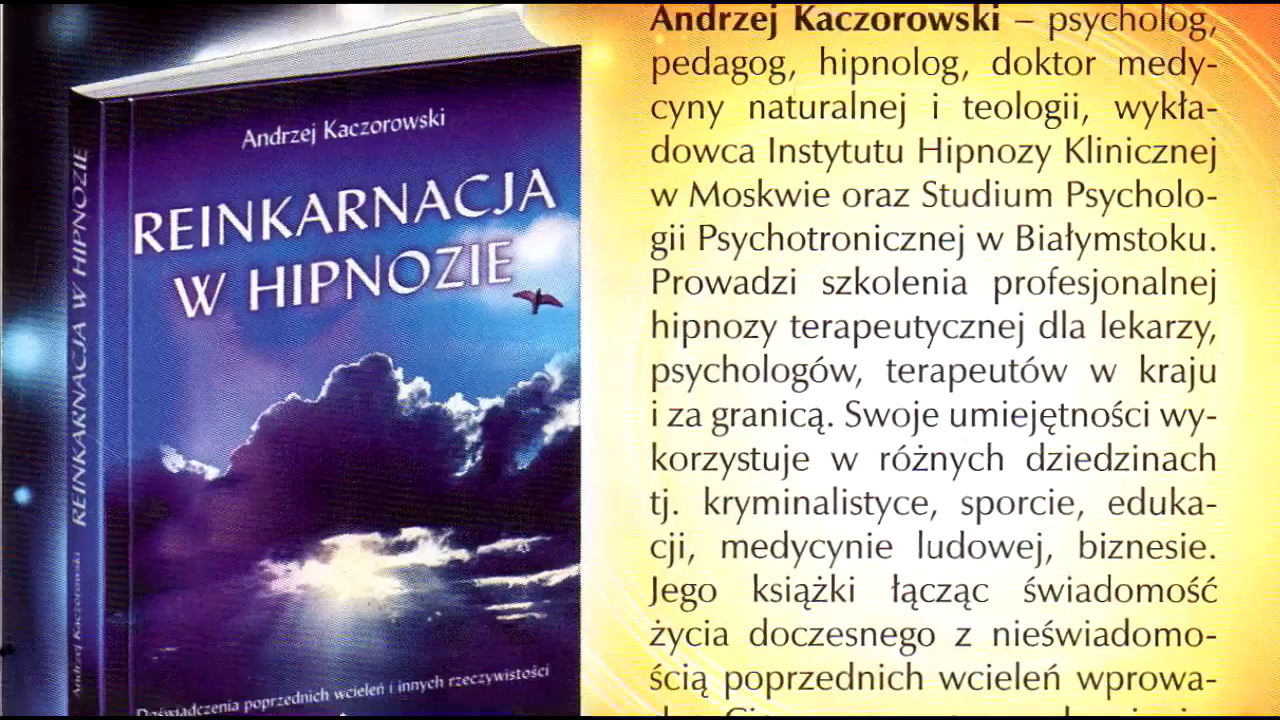 Andrzej Kaczorowski
REINKARNACJA
W HIPNOZIE
Doświadczenia poprzednich wcieleń i innych rzeczywistości
REINKARNACJA W HIPNOZIE
Andrzej Kaczorowski
Andrzej Kaczorowski – psycholog,
pedagog, hipnolog, doktor medy-
cyny naturalnej i teologii, wykła-
dowca Instytutu Hipnozy Klinicznej
w Moskwie oraz Studium Psycholo-
gii Psychotronicznej w Białymstoku.
Prowadzi szkolenia profesjonalnej
hipnozy terapeutycznej dla lekarzy,
psychologów, terapeutów w kraju
i za granicą. Swoje umiejętności wy-
korzystuje w różnych dziedzinach
tj. kryminalistyce, sporcie, eduka-
cji, medycynie ludowej, biznesie.
Jego książki łącząc świadomość
życia doczesnego z nieświadomo-
ścią poprzednich wcieleń wprowa-